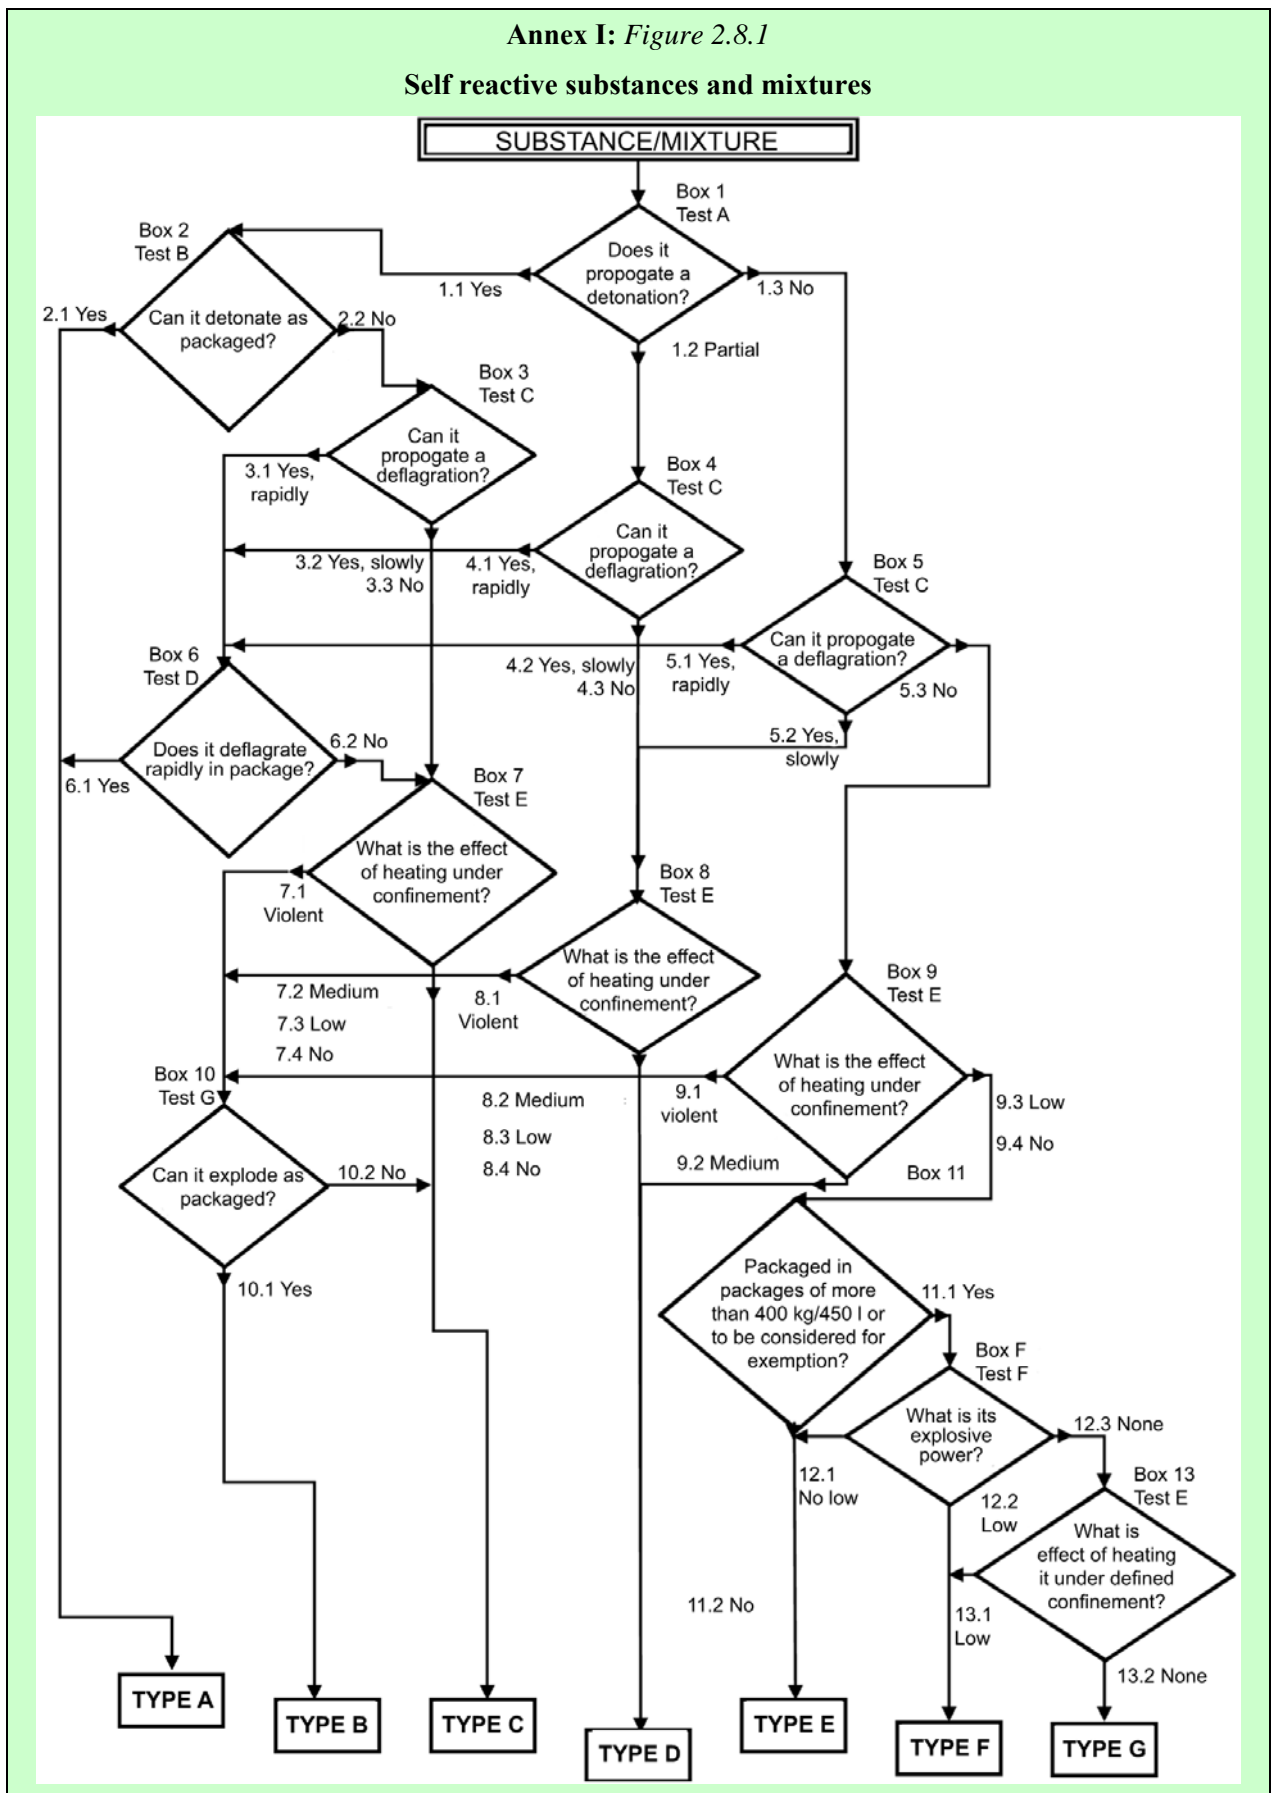 Annex I: Figure 2.8.1
Self reactive substances and mixtures
SUBSTANCE/MIXTURE
Box 1
Test A
Does it
propogate a
detonation?
1.1 Yes
1.3 No
1.2 Partial
Box 2
Test B
Can it detonate as
packaged?
2.1 Yes
2.2 No
Box 3
Test C
Can it
propogate a
deflagration?
3.1 Yes,
rapidly
3.2 Yes, slowly
3.3 No
Box 4
Test C
Can it
propogate a
deflagration?
4.1 Yes,
rapidly
4.2 Yes, slowly
4.3 No
Box 5
Test C
Can it propogate
a deflagration?
5.1 Yes,
rapidly
5.3 No
5.2 Yes,
slowly
Box 6
Test D
Does it deflagrate
rapidly in package?
6.1 Yes
6.2 No
Box 7
Test E
What is the effect
of heating under
confinement?
7.1
Violent
7.2 Medium
7.3 Low
7.4 No
Box 8
Test E
What is the effect
of heating under
confinement?
8.1
Violent
8.2 Medium
8.3 Low
8.4 No
Box 9
Test E
What is the effect
of heating under
confinement?
9.1
violent
9.2 Medium
9.3 Low
9.4 No
Box 10
Test G
Can it explode as
packaged?
10.2 No
10.1 Yes
Box 11
Packaged in
packages of more
than 400 kg/450 l or
to be considered for
exemption?
11.1 Yes
11.2 No
Box F
Test F
What is its
explosive
power?
12.1
No low
12.2
Low
12.3 None
Box 13
Test E
What is
effect of heating
it under defined
confinement?
13.1
Low
13.2 None
TYPE A
TYPE B
TYPE C
TYPE D
TYPE E
TYPE F
TYPE G